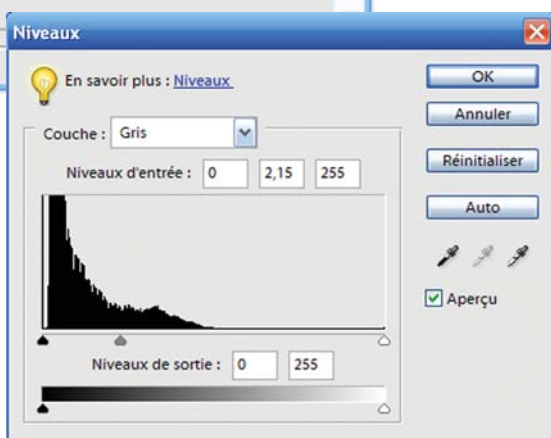 Niveaux
En savoir plus : Niveaux
OK
Annuler
Réinitialiser
Auto
Aperçu
Couche : Gris
Niveaux d'entrée : 0 2,15 255
Niveaux de sortie : 0 255